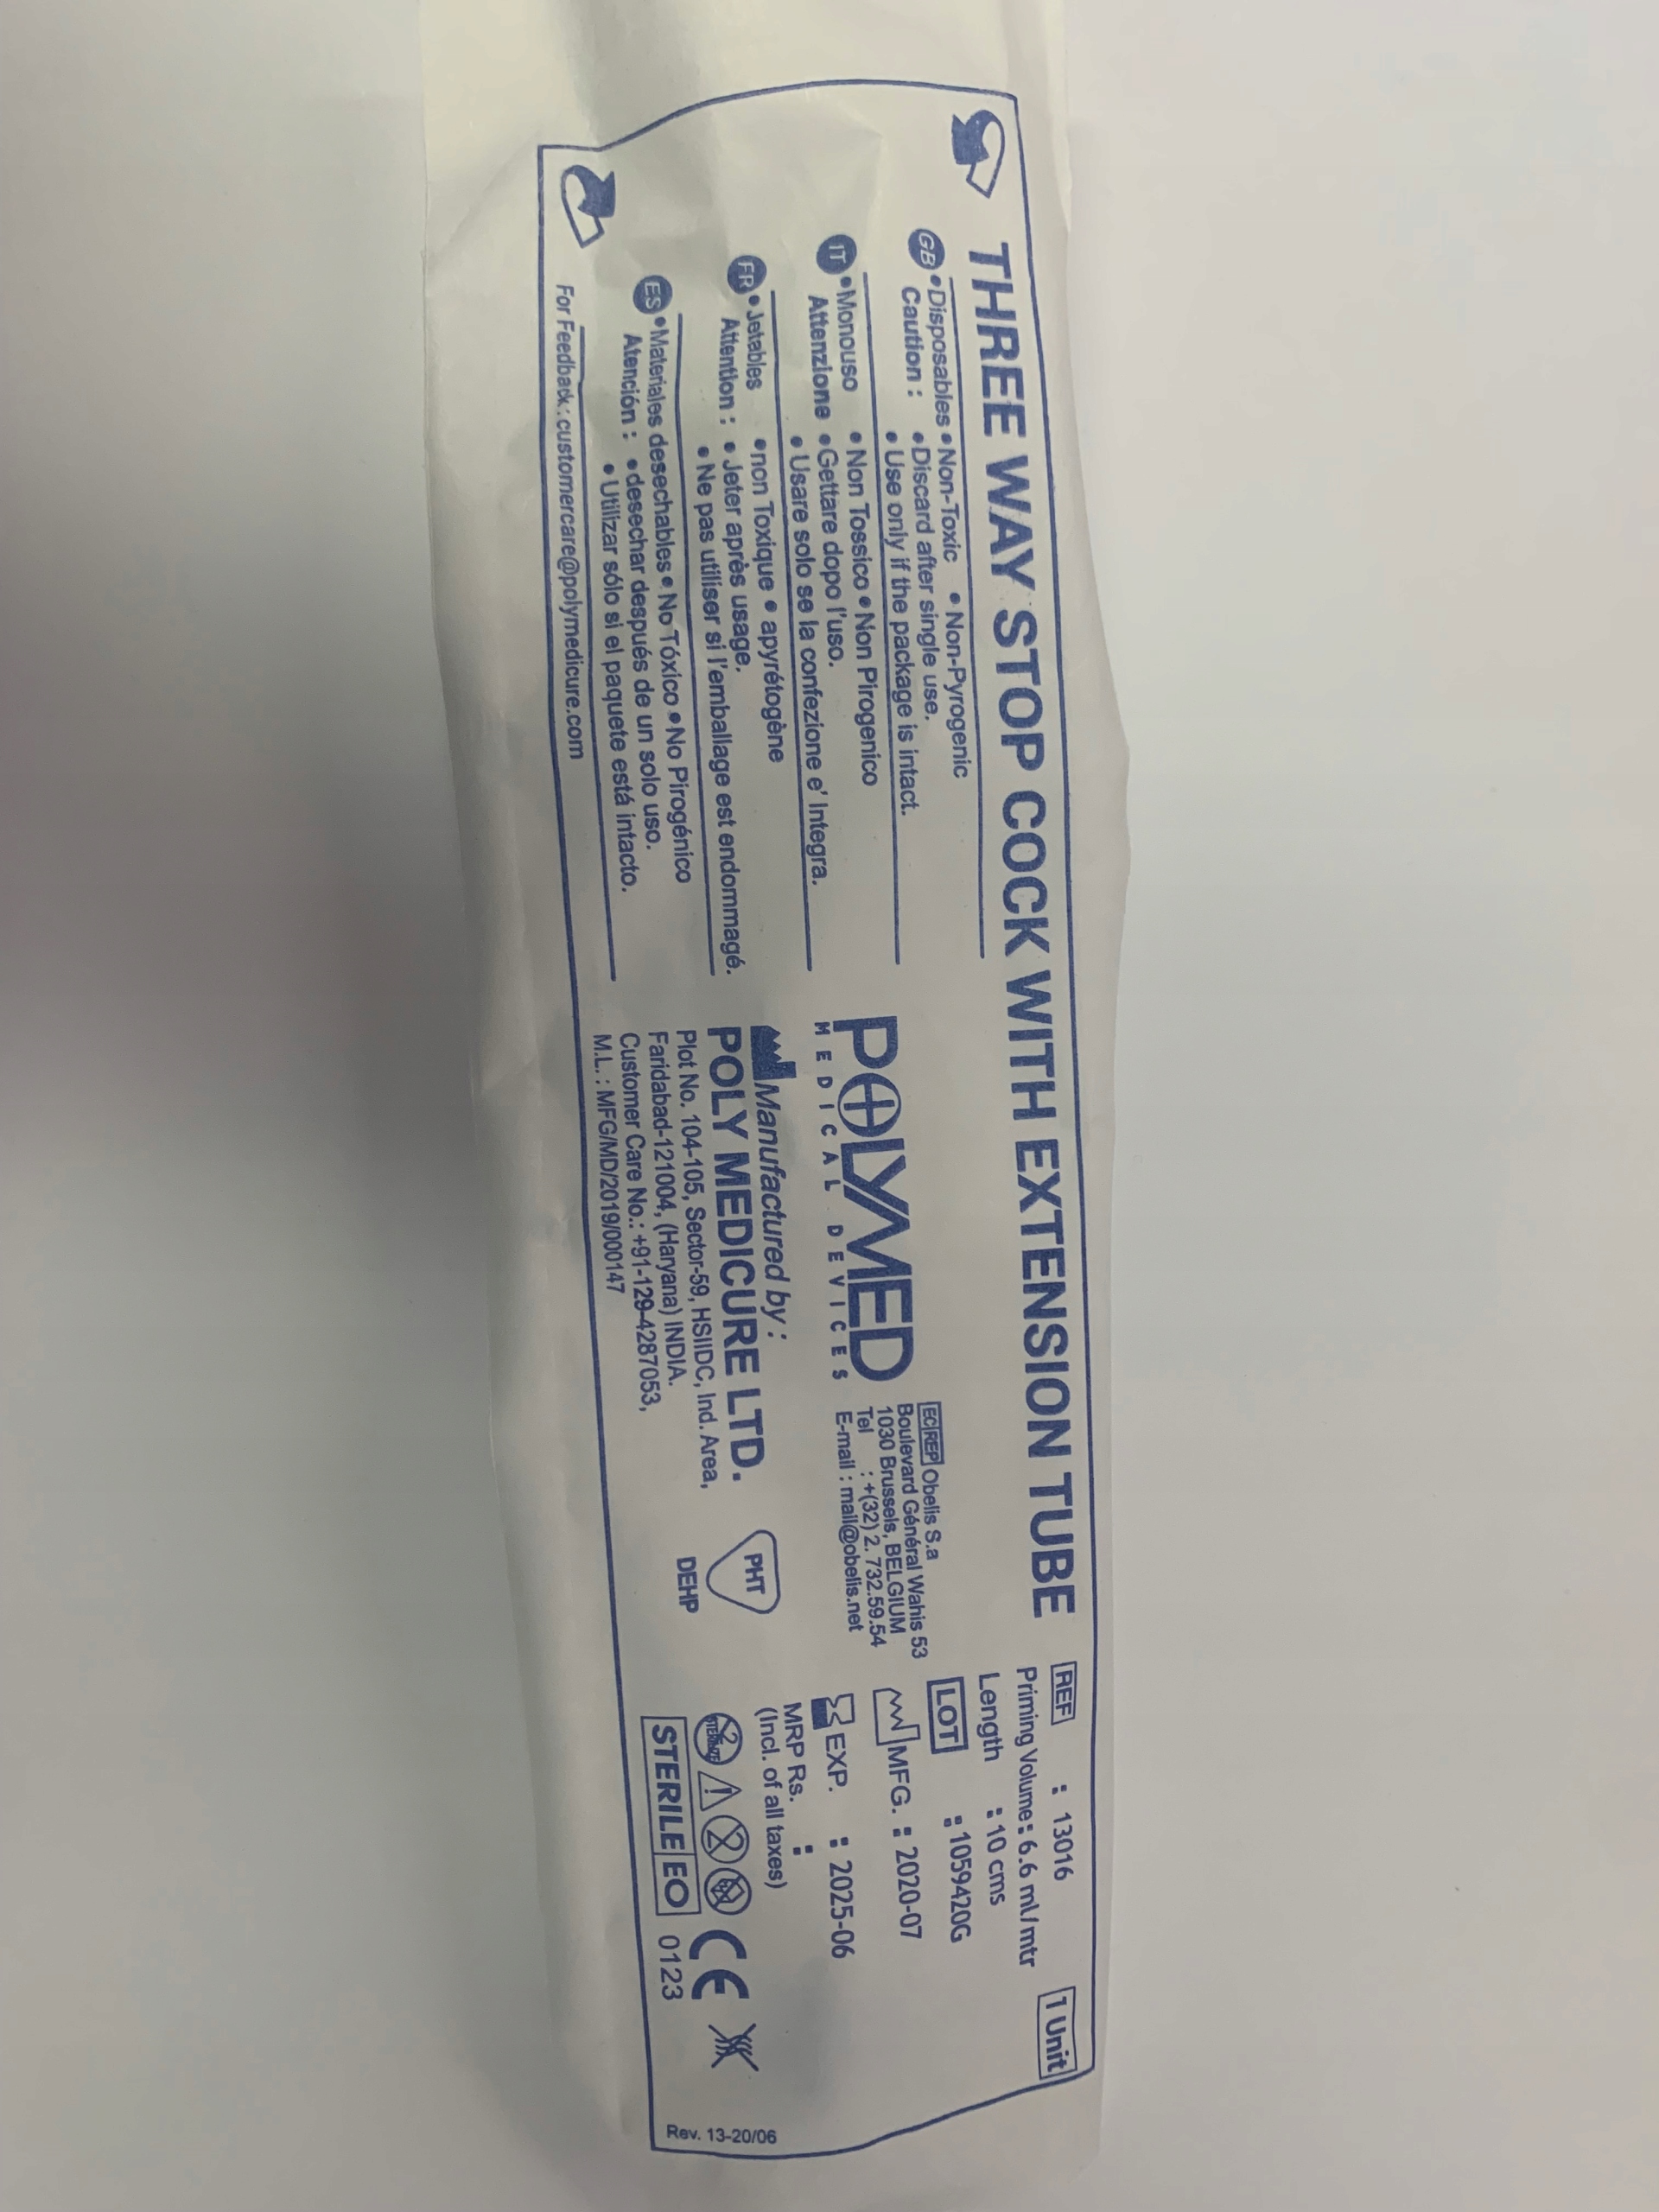 THREE WAY STOP COCK WITH EXTENSION TUBE
GB •Disposables •Non-Toxic • Non-Pyrogenic
Caution : •Discard after single use.
• Use only if the package is intact.
IT •Monouso • Non Tossico • Non Pirogenico
Attenzione •Gettare dopo l'uso.
• Usare solo se la confezione e' Integra.
FR • Jetables •non Toxique • apyrétogène
Attention : • Jeter après usage.
• Ne pas utiliser si l'emballage est endommagé.
ES •Materiales desechables • No Tóxico •No Pirogénico
Atención : •desechar después de un solo uso.
• Utilizar sólo si el paquete está intacto.
For Feedback : customercare@polymedicure.com
POLYMED
MEDICAL DEVICES
Manufactured by :
POLY MEDICURE LTD.
Plot No. 104-105, Sector-59, HSIIDC, Ind. Area,
Faridabad-121004, (Haryana) INDIA.
Customer Care No.: +91-129-4287053,
M.L. : MFG/MD/2019/000147
EC REP Obelis S.a
Boulevard Général Wahis 53
1030 Brussels, BELGIUM
Tel : +(32) 2. 732.59.54
E-mail : mail@obelis.net
PHT
DEHP
REF : 13016
1 Unit
Priming Volume : 6.6 ml/mtr
Length : 10 cms
LOT : 1059420G
MFG. : 2020-07
EXP. : 2025-06
MRP Rs. :
(Incl. of all taxes)
2
CE
STERILE EO 0123
Rev. 13-20/06